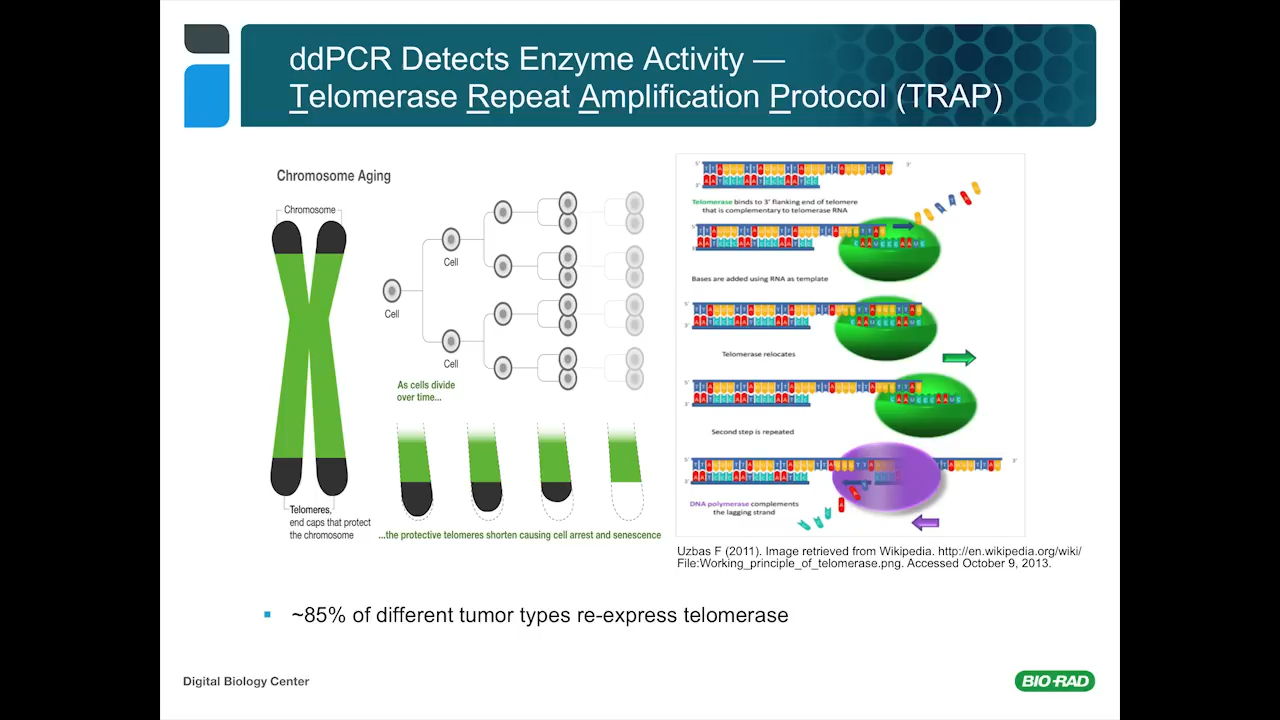 ddPCR Detects Enzyme Activity —
Telomerase Repeat Amplification Protocol (TRAP)
Chromosome Aging
Chromosome
Cell
Cell
Cell
As cells divide
over time...
Telomeres,
end caps that protect
the chromosome
...the protective telomeres shorten causing cell arrest and senescence
Telomerase binds to 3' flanking end of telomere
that is complementary to telomerase RNA
Bases are added using RNA as template
Telomerase relocates
Second step is repeated
DNA polymerase complements
the lagging strand
Uzbas F (2011). Image retrieved from Wikipedia. http://en.wikipedia.org/wiki/
File:Working_principle_of_telomerase.png. Accessed October 9, 2013.
~85% of different tumor types re-express telomerase
Digital Biology Center
BIO-RAD